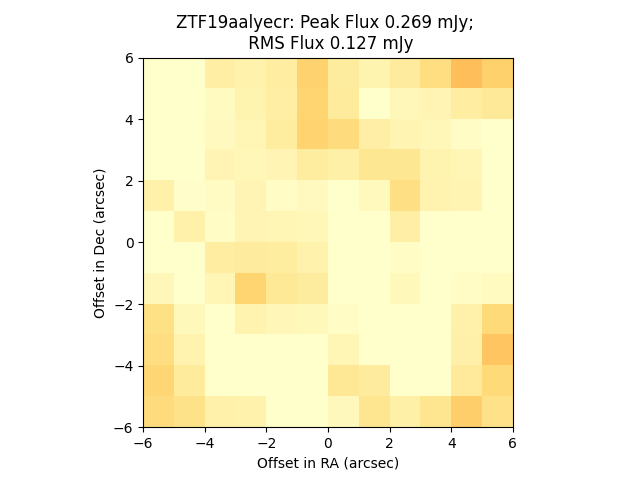 ZTF19aalyecr: Peak Flux 0.269 mJy;
RMS Flux 0.127 mJy
6
4
2
0
−2
−4
−6
Offset in Dec (arcsec)
−6 −4 −2 0 2 4 6
Offset in RA (arcsec)